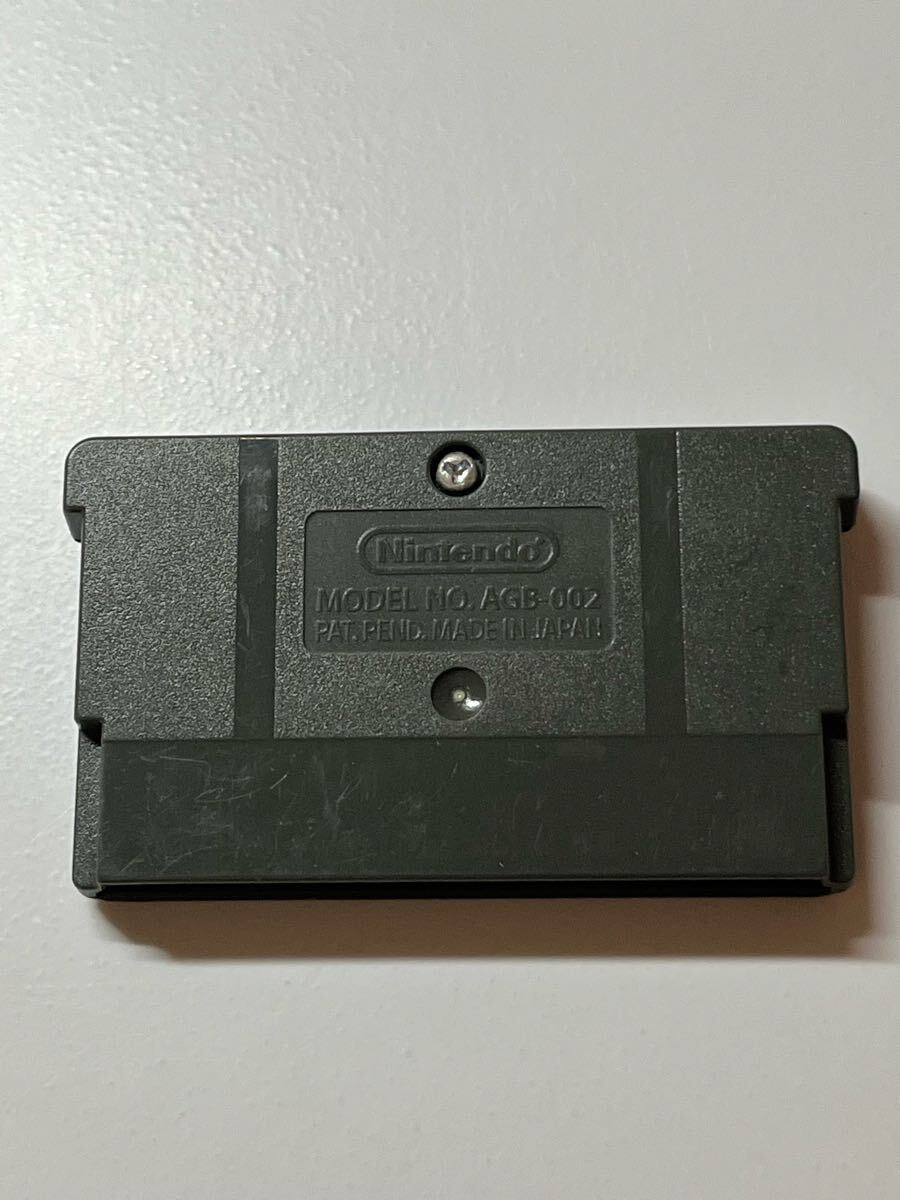 Nintendo®
MODEL NO. AGB-002
PAT. PEND. MADE IN JAPAN